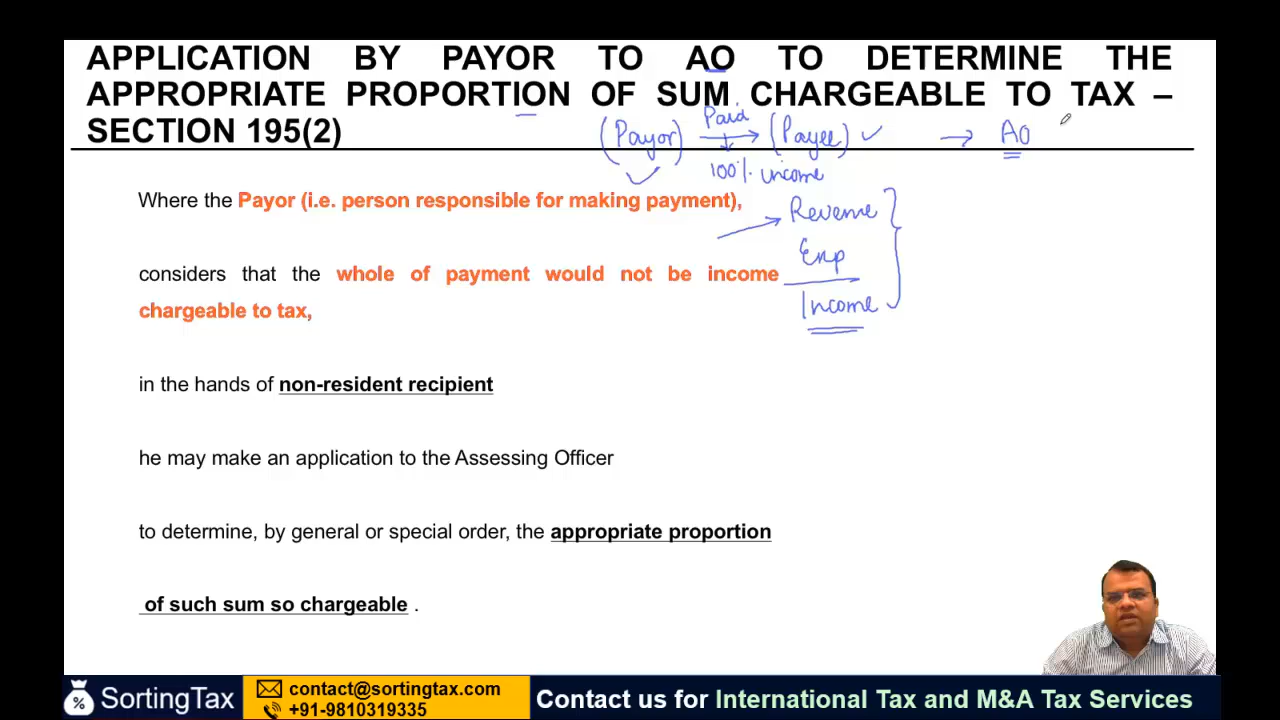 APPLICATION BY PAYOR TO AO TO DETERMINE THE
APPROPRIATE PROPORTION OF SUM CHARGEABLE TO TAX –
SECTION 195(2)
(Payor) Paid (Payee) → AO
100% income
Where the Payor (i.e. person responsible for making payment),
Revenue
Exp
considers that the whole of payment would not be income
Income
chargeable to tax,
in the hands of non-resident recipient
he may make an application to the Assessing Officer
to determine, by general or special order, the appropriate proportion
of such sum so chargeable .
% SortingTax
contact@sortingtax.com
+91-9810319335
Contact us for International Tax and M&A Tax Services